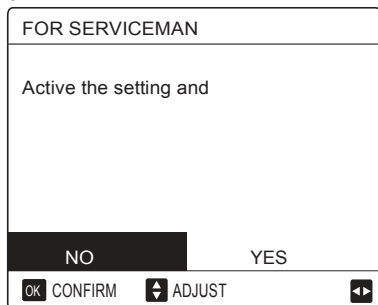 FOR SERVICEMAN
Active the setting and
NO YES
OK CONFIRM ADJUST